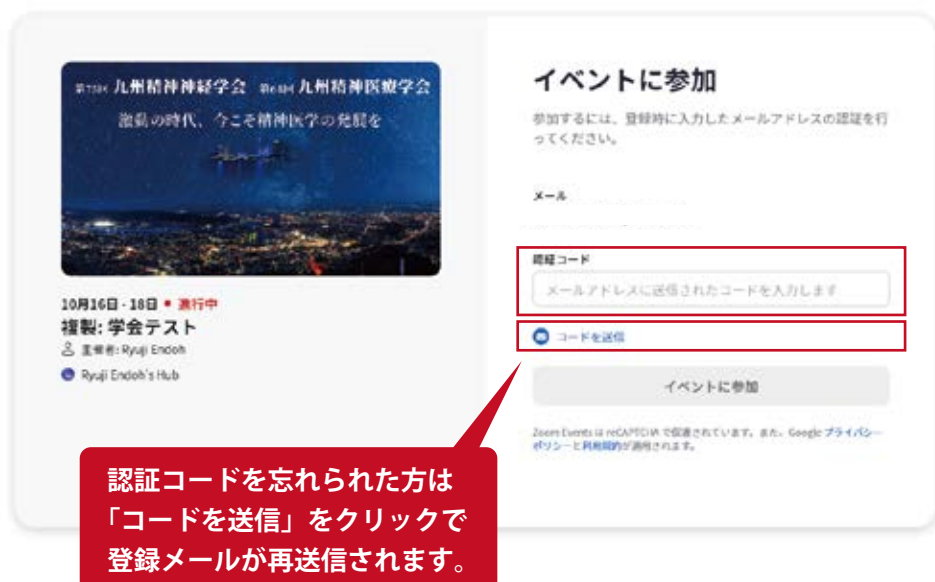 九州精神神経学会 九州精神医療学会
激動の時代、今こそ精神医学の発展を
10月16日 - 18日 • 進行中
複製: 学会テスト
主催者: Ryuji Endoh
Ryuji Endoh's Hub
イベントに参加
参加するには、登録時に入力したメールアドレスの認証を行
ってください。
メール
認証コード
メールアドレスに送信されたコードを入力します
コードを送信
イベントに参加
Zoom Events は reCAPTCHA で保護されています。また、Google プライバシー
ポリシーと利用規約が適用されます。
認証コードを忘れられた方は
「コードを送信」をクリックで
登録メールが再送信されます。